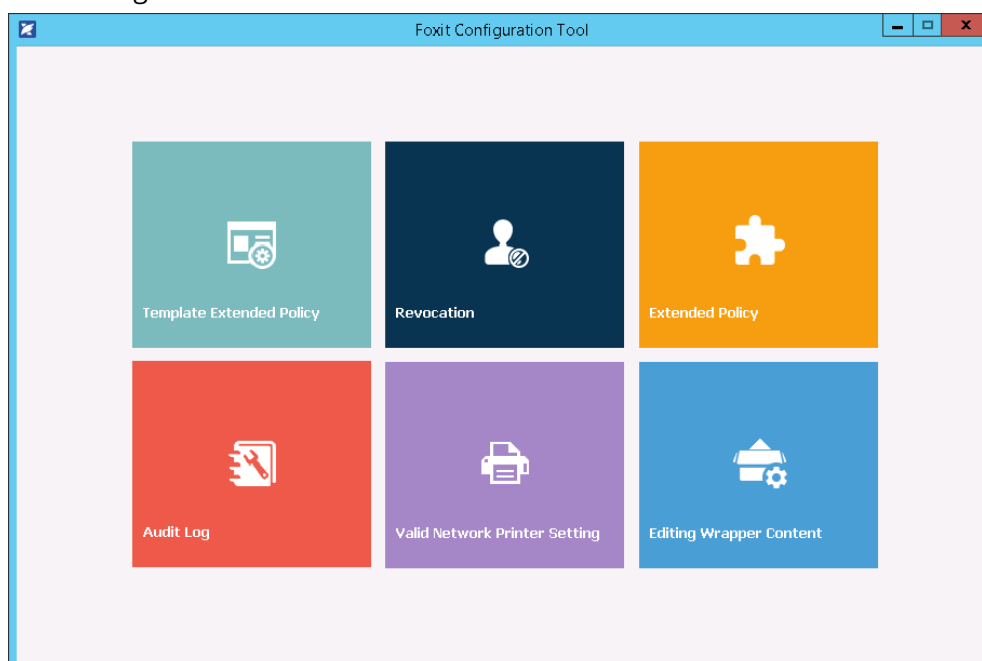 Foxit Configuration Tool
Template Extended Policy
Revocation
Extended Policy
Audit Log
Valid Network Printer Setting
Editing Wrapper Content